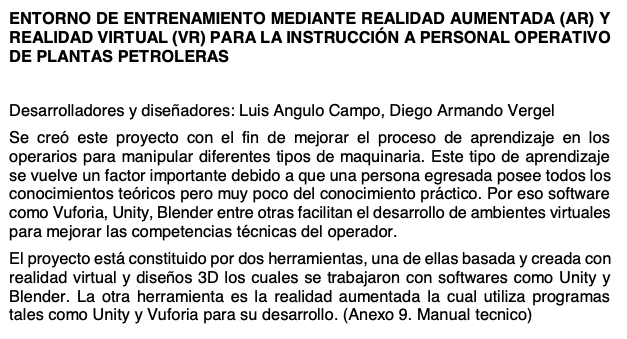 ENTORNO DE ENTRENAMIENTO MEDIANTE REALIDAD AUMENTADA (AR) Y
REALIDAD VIRTUAL (VR) PARA LA INSTRUCCIÓN A PERSONAL OPERATIVO
DE PLANTAS PETROLERAS
Desarrolladores y diseñadores: Luis Angulo Campo, Diego Armando Vergel
Se creó este proyecto con el fin de mejorar el proceso de aprendizaje en los
operarios para manipular diferentes tipos de maquinaria. Este tipo de aprendizaje
se vuelve un factor importante debido a que una persona egresada posee todos los
conocimientos teóricos pero muy poco del conocimiento práctico. Por eso software
como Vuforia, Unity, Blender entre otras facilitan el desarrollo de ambientes virtuales
para mejorar las competencias técnicas del operador.
El proyecto está constituido por dos herramientas, una de ellas basada y creada con
realidad virtual y diseños 3D los cuales se trabajaron con softwares como Unity y
Blender. La otra herramienta es la realidad aumentada la cual utiliza programas
tales como Unity y Vuforia para su desarrollo. (Anexo 9. Manual tecnico)